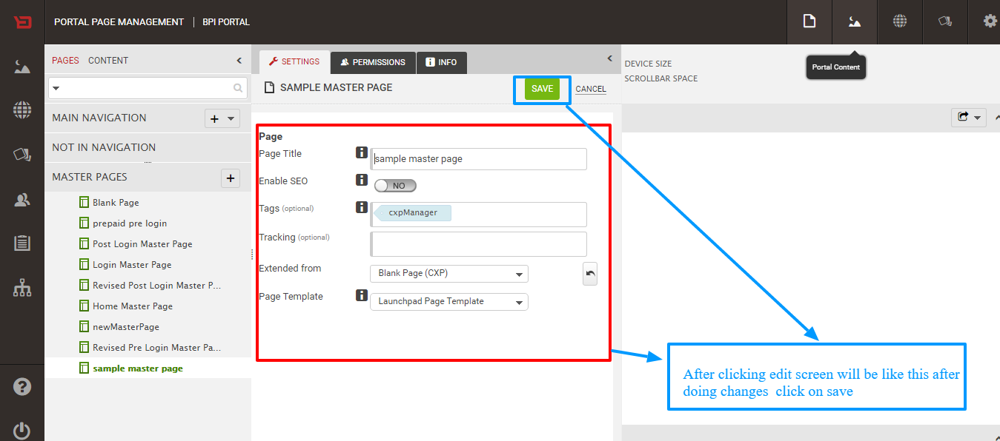 PORTAL PAGE MANAGEMENT | BPI PORTAL
PAGES CONTENT
SETTINGS PERMISSIONS INFO
DEVICE SIZE
SCROLLBAR SPACE
Portal Content
SAMPLE MASTER PAGE SAVE CANCEL
MAIN NAVIGATION
NOT IN NAVIGATION
MASTER PAGES
Blank Page
prepaid pre login
Post Login Master Page
Login Master Page
Revised Post Login Master P...
Home Master Page
newMasterPage
Revised Pre Login Master Pa...
sample master page
Page
Page Title sample master page
Enable SEO NO
Tags (optional) cxpManager
Tracking (optional)
Extended from Blank Page (CXP)
Page Template Launchpad Page Template
After clicking edit screen will be like this after
doing changes click on save